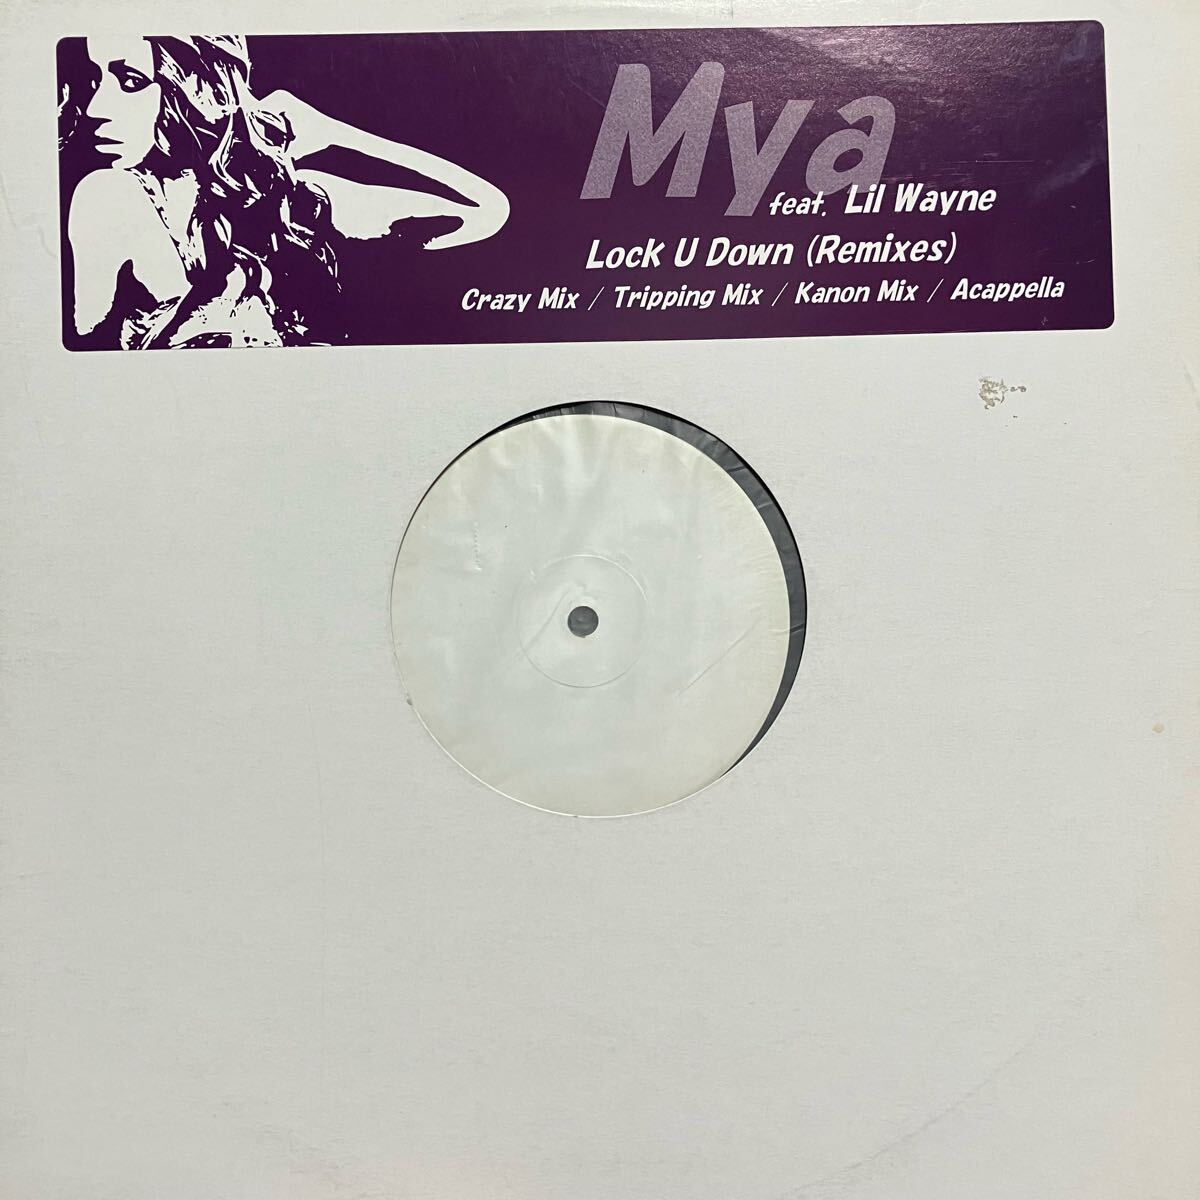 Mya
feat. Lil Wayne
Lock U Down (Remixes)
Crazy Mix / Tripping Mix / Kanon Mix / Acappella